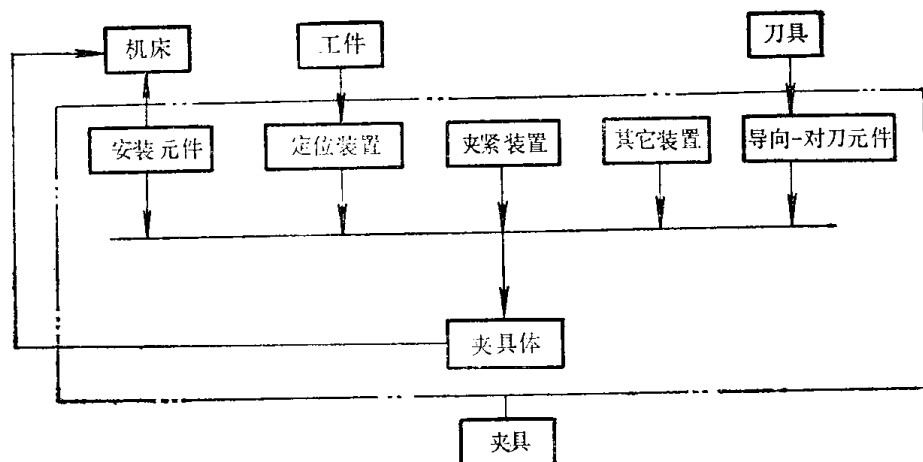 机床
工件
刀具
安装元件
定位装置
夹紧装置
其它装置
导向-对刀元件
夹具体
夹具